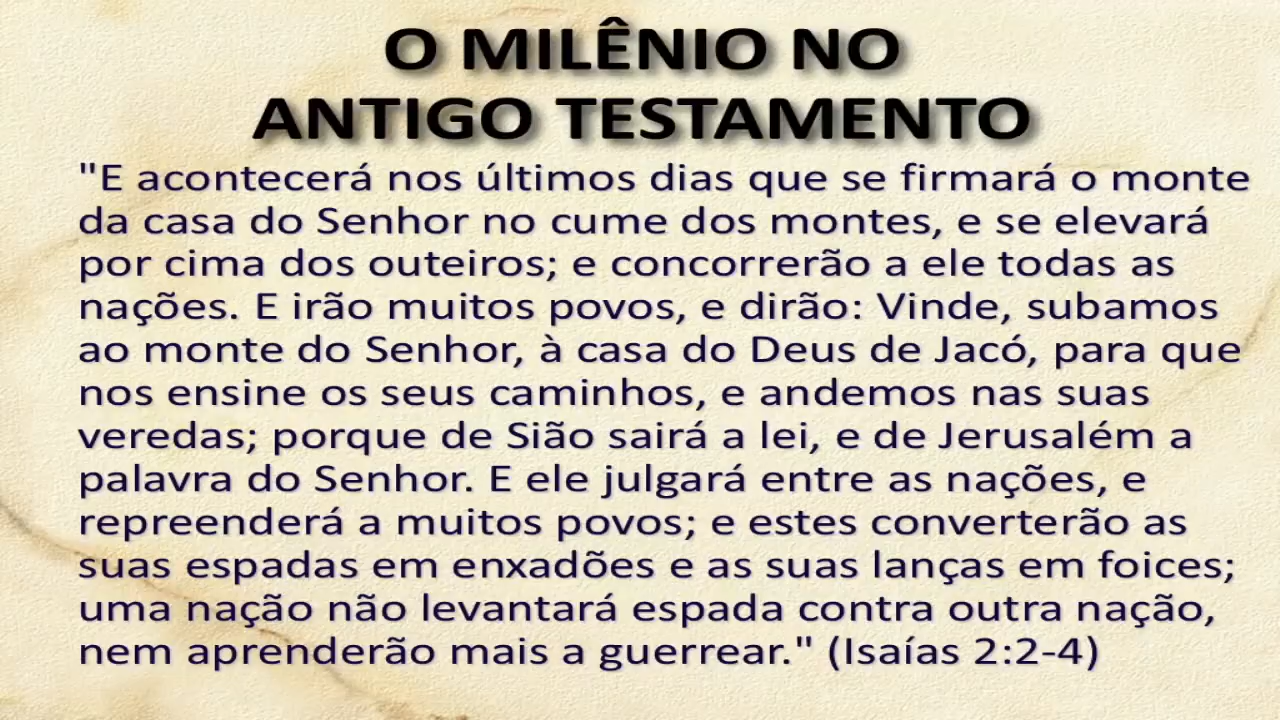 O MILÊNIO NO
ANTIGO TESTAMENTO
"E acontecerá nos últimos dias que se firmará o monte
da casa do Senhor no cume dos montes, e se elevará
por cima dos outeiros; e concorrerão a ele todas as
nações. E irão muitos povos, e dirão: Vinde, subamos
ao monte do Senhor, à casa do Deus de Jacó, para que
nos ensine os seus caminhos, e andemos nas suas
veredas; porque de Sião sairá a lei, e de Jerusalém a
palavra do Senhor. E ele julgará entre as nações, e
repreenderá a muitos povos; e estes converterão as
suas espadas em enxadões e as suas lanças em foices;
uma nação não levantará espada contra outra nação,
nem aprenderão mais a guerrear." (Isaías 2:2-4)